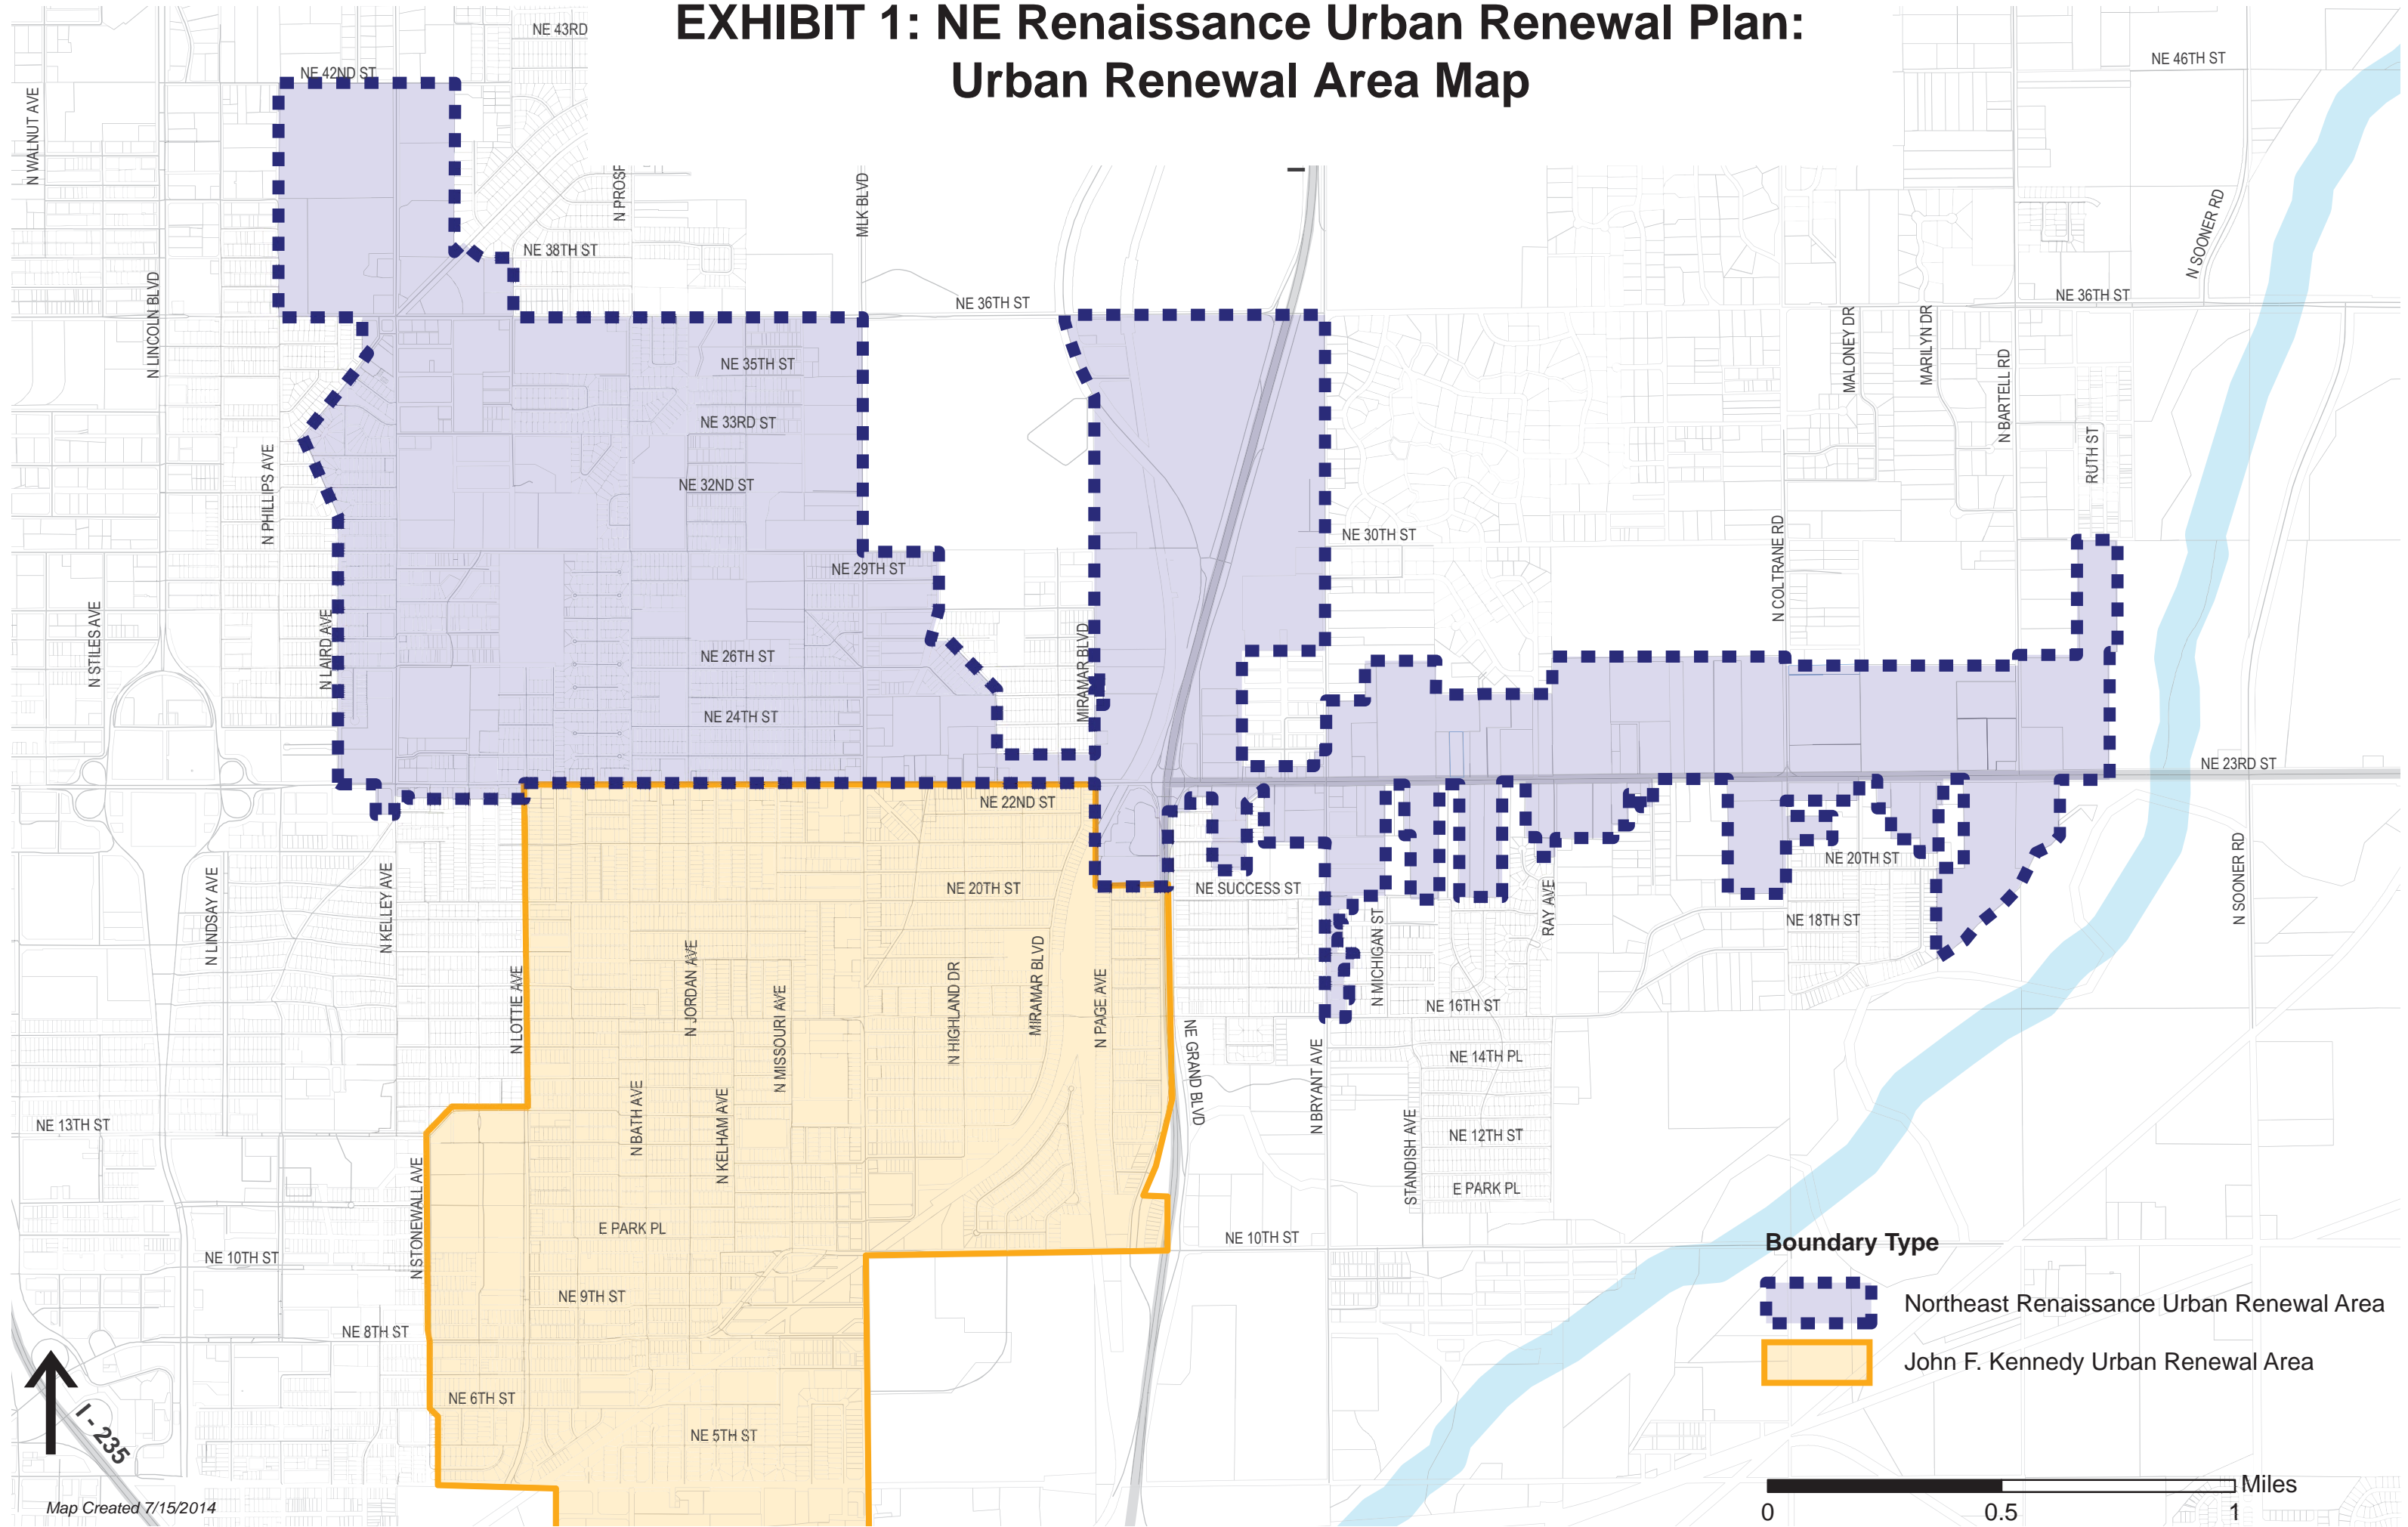 EXHIBIT 1: NE Renaissance Urban Renewal Plan:
Urban Renewal Area Map
NE 43RD
NE 42ND ST
NE 46TH ST
N WALNUT AVE
N PROSP
MLK BLVD
N SOONER RD
NE 38TH ST
N LINCOLN BLVD
NE 36TH ST
NE 36TH ST
MALONEY DR
MARILYN DR
N BARTELL RD
NE 35TH ST
NE 33RD ST
RUTH ST
N PHILLIPS AVE
NE 32ND ST
NE 30TH ST
N COLTRANE RD
NE 29TH ST
N STILES AVE
N LAIRD AVE
NE 26TH ST
MIRAMAR BLVD
NE 24TH ST
NE 23RD ST
NE 22ND ST
NE 20TH ST
NE 20TH ST
NE SUCCESS ST
N LINDSAY AVE
N KELLEY AVE
RAY AVE
NE 18TH ST
N SOONER RD
N LOTTIE AVE
N JORDAN AVE
N MISSOURI AVE
N HIGHLAND DR
MIRAMAR BLVD
N PAGE AVE
N MICHIGAN ST
NE 16TH ST
NE GRAND BLVD
N BRYANT AVE
NE 14TH PL
NE 13TH ST
N BATH AVE
N KELHAM AVE
STANDISH AVE
NE 12TH ST
E PARK PL
N STONEWALL AVE
E PARK PL
NE 10TH ST
NE 10TH ST
NE 9TH ST
NE 8TH ST
NE 6TH ST
NE 5TH ST
I - 235
Boundary Type
Northeast Renaissance Urban Renewal Area
John F. Kennedy Urban Renewal Area
Miles
0 0.5 1
Map Created 7/15/2014